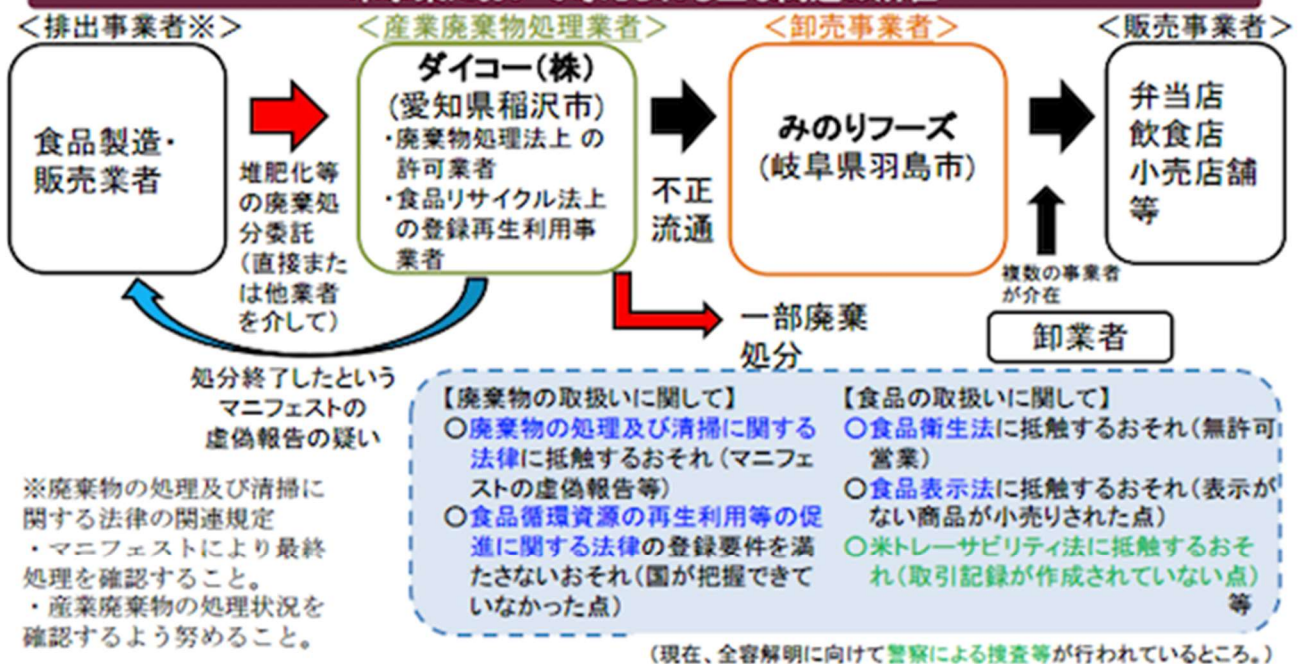 ＜排出事業者※＞
＜産業廃棄物処理業者＞
＜卸売事業者＞
＜販売事業者＞
食品製造・
販売業者
堆肥化等
の廃棄処
分委託
（直接また
は他業者
を介して）
ダイコー（株）
（愛知県稲沢市）
・廃棄物処理法上 の
許可業者
・食品リサイクル法上
の登録再生利用事
業者
不正
流通
みのりフーズ
（岐阜県羽島市）
弁当店
飲食店
小売店舗
等
複数の事業者
が介在
卸業者
一部廃棄
処分
処分終了したという
マニフェストの
虚偽報告の疑い
※廃棄物の処理及び清掃に
関する法律の関連規定
・マニフェストにより最終
処理を確認すること。
・産業廃棄物の処理状況を
確認するよう努めること。
【廃棄物の取扱いに関して】
○廃棄物の処理及び清掃に関する
法律に抵触するおそれ（マニフェ
ストの虚偽報告等）
○食品循環資源の再生利用等の促
進に関する法律の登録要件を満
たさないおそれ（国が把握できて
いなかった点）
【食品の取扱いに関して】
○食品衛生法に抵触するおそれ（無許可
営業）
○食品表示法に抵触するおそれ（表示が
ない商品が小売りされた点）
○米トレーサビリティ法に抵触するおそ
れ（取引記録が作成されていない点）
等
（現在、全容解明に向けて警察による捜査等が行われているところ。）